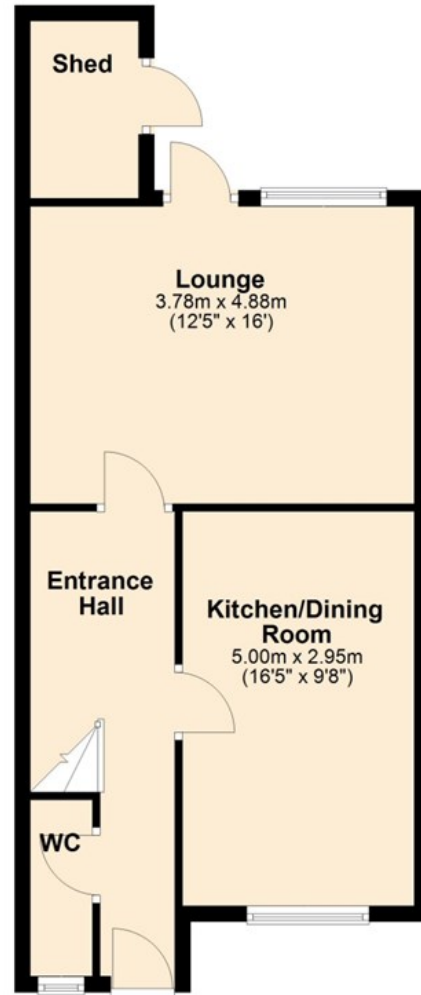 Shed
Lounge
3.78m x 4.88m
(12'5" x 16')
Entrance
Hall
Kitchen/Dining
Room
5.00m x 2.95m
(16'5" x 9'8")
WC